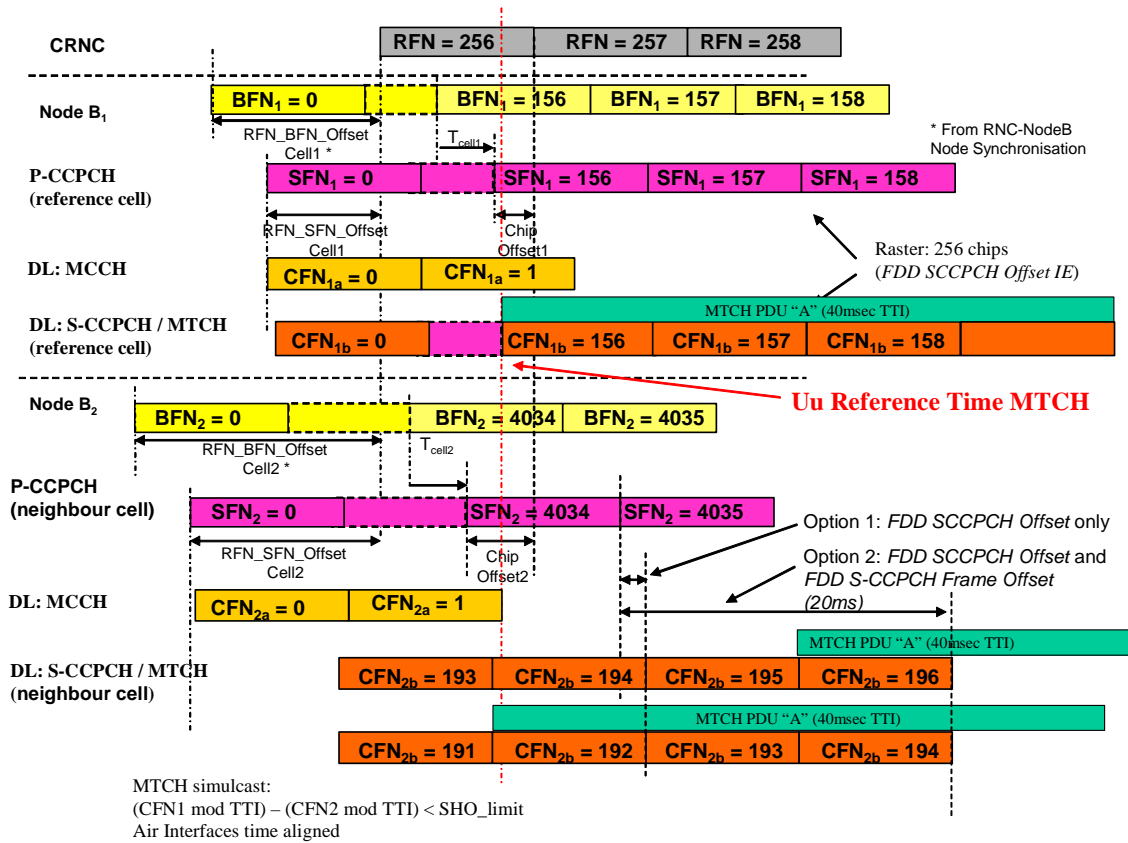 CRNC
RFN = 256 RFN = 257 RFN = 258
Node B1
BFN1 = 0 BFN1 = 156 BFN1 = 157 BFN1 = 158
RFN_BFN_Offset
Cell1 *
Tcell1
* From RNC-NodeB
Node Synchronisation
P-CCPCH
(reference cell)
SFN1 = 0 SFN1 = 156 SFN1 = 157 SFN1 = 158
RFN_SFN_Offset
Cell1
Chip
Offset1
Raster: 256 chips
(FDD SCCPCH Offset IE)
DL: MCCH
CFN1a = 0 CFN1a = 1
MTCH PDU “A” (40msec TTI)
DL: S-CCPCH / MTCH
(reference cell)
CFN1b = 0 CFN1b = 156 CFN1b = 157 CFN1b = 158
Uu Reference Time MTCH
Node B2
BFN2 = 0 BFN2 = 4034 BFN2 = 4035
RFN_BFN_Offset
Cell2 *
Tcell2
P-CCPCH
(neighbour cell)
SFN2 = 0 SFN2 = 4034 SFN2 = 4035
RFN_SFN_Offset
Cell2
Chip
Offset2
Option 1: FDD SCCPCH Offset only
Option 2: FDD SCCPCH Offset and
FDD S-CCPCH Frame Offset
(20ms)
DL: MCCH
CFN2a = 0 CFN2a = 1
MTCH PDU “A” (40msec TTI)
DL: S-CCPCH / MTCH
(neighbour cell)
CFN2b = 193 CFN2b = 194 CFN2b = 195 CFN2b = 196
MTCH PDU “A” (40msec TTI)
CFN2b = 191 CFN2b = 192 CFN2b = 193 CFN2b = 194
MTCH simulcast:
(CFN1 mod TTI) – (CFN2 mod TTI) < SHO_limit
Air Interfaces time aligned